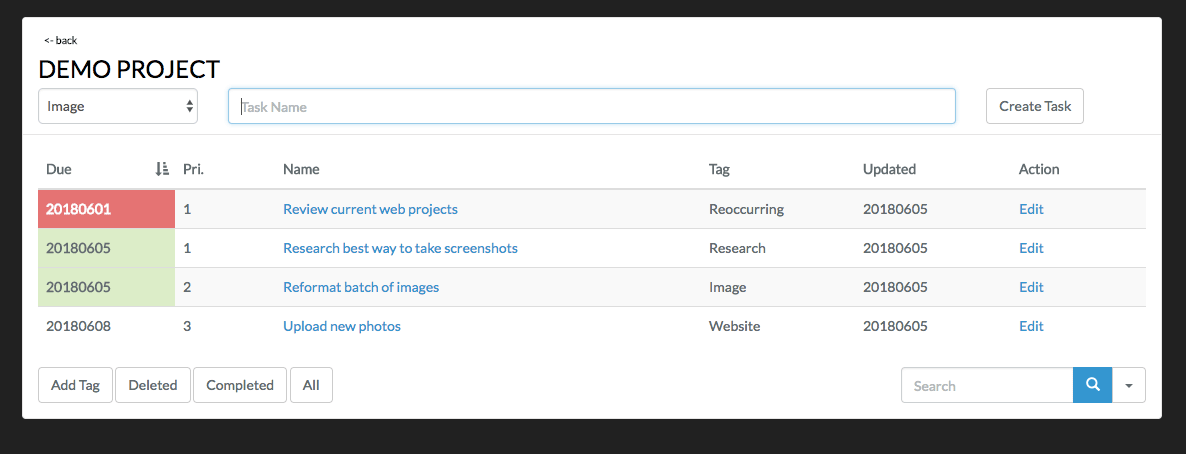 <- back
DEMO PROJECT
Image Task Name Create Task
Due Pri. Name Tag Updated Action
20180601 1 Review current web projects Reoccurring 20180605 Edit
20180605 1 Research best way to take screenshots Research 20180605 Edit
20180605 2 Reformat batch of images Image 20180605 Edit
20180608 3 Upload new photos Website 20180605 Edit
Add Tag Deleted Completed All Search